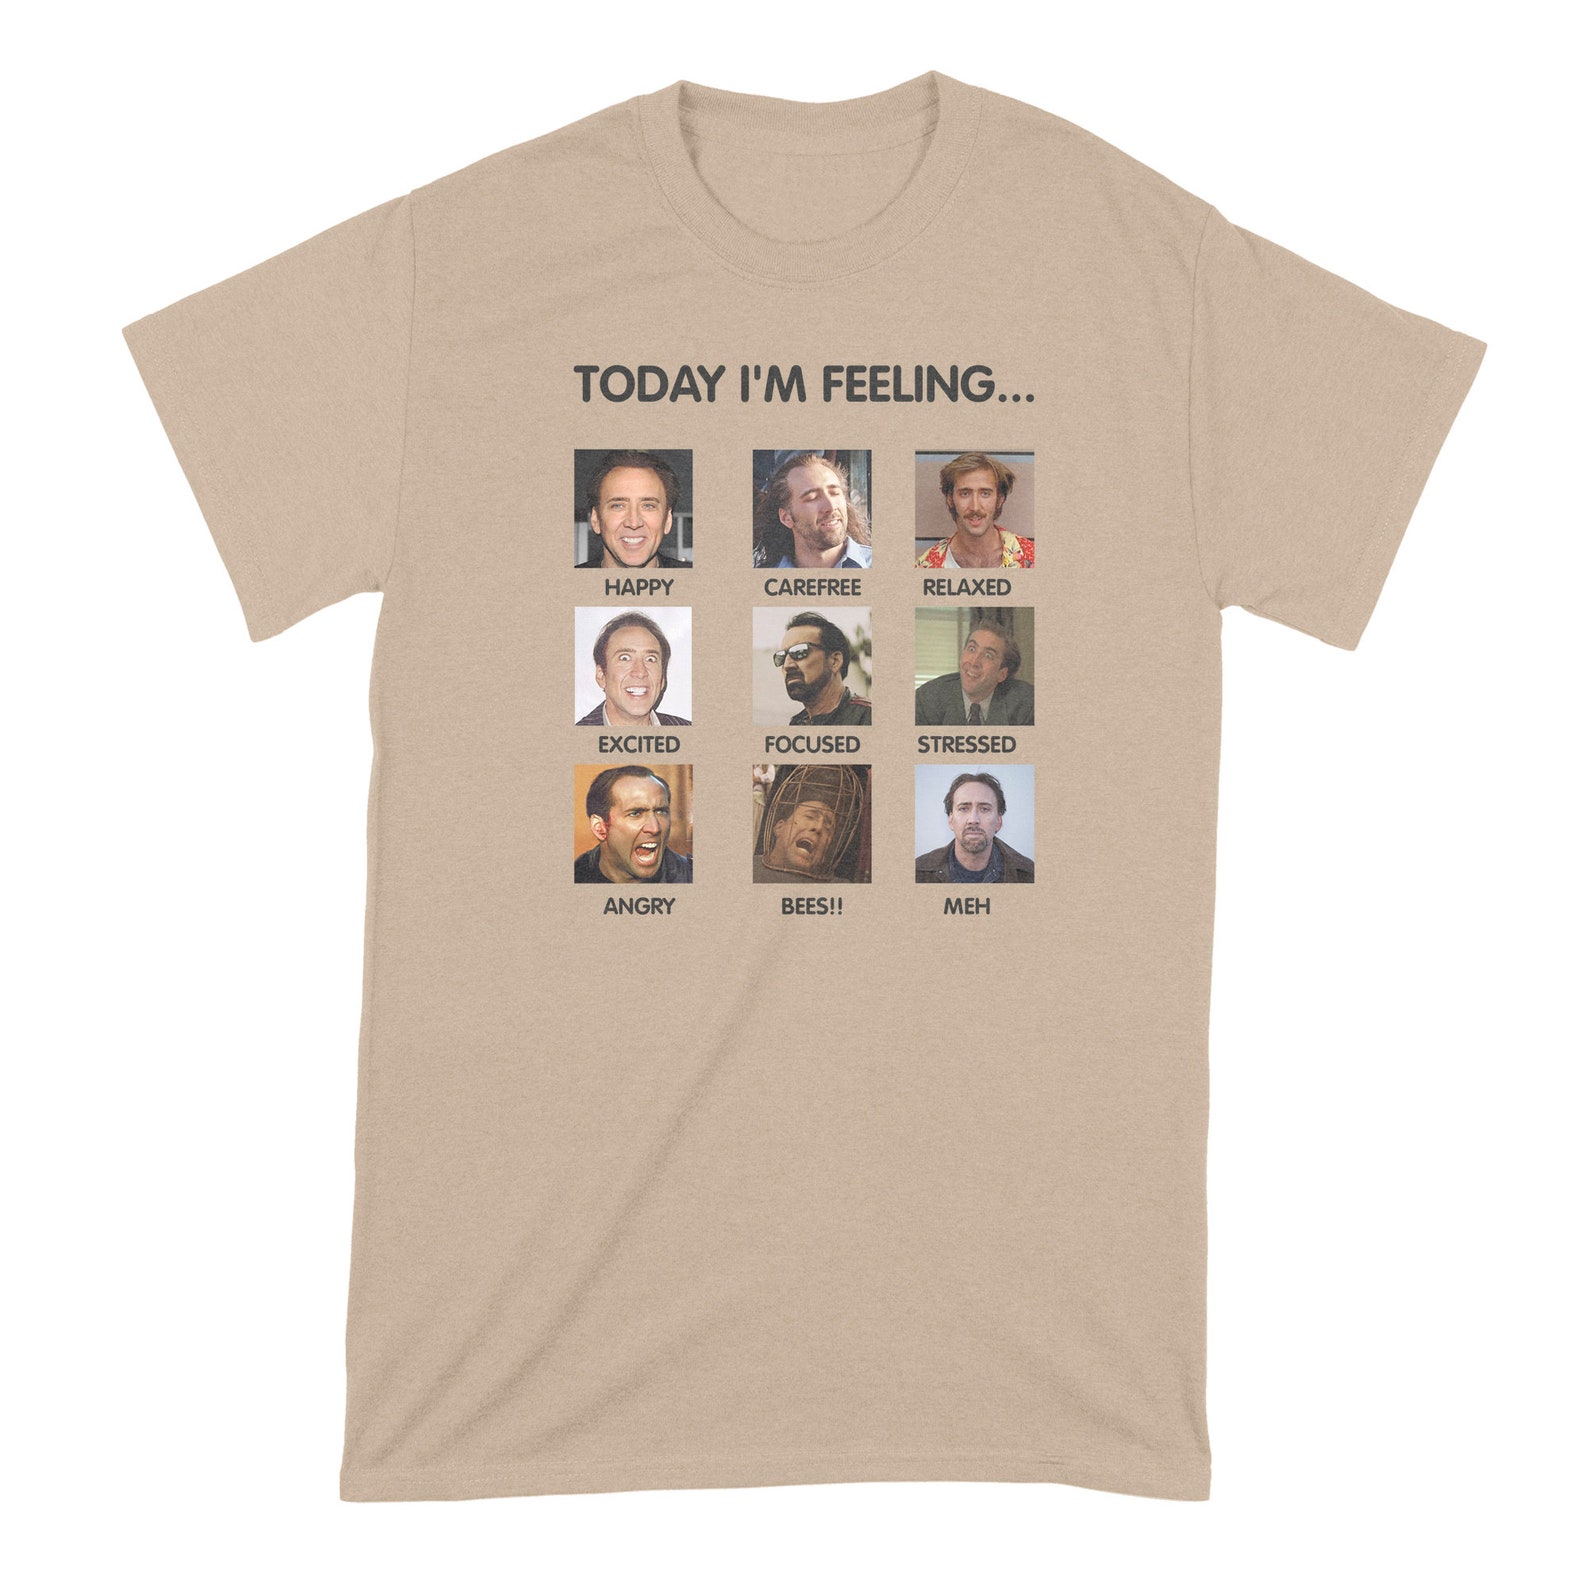 TODAY I'M FEELING...
HAPPY CAREFREE RELAXED
EXCITED FOCUSED STRESSED
ANGRY BEES!! MEH